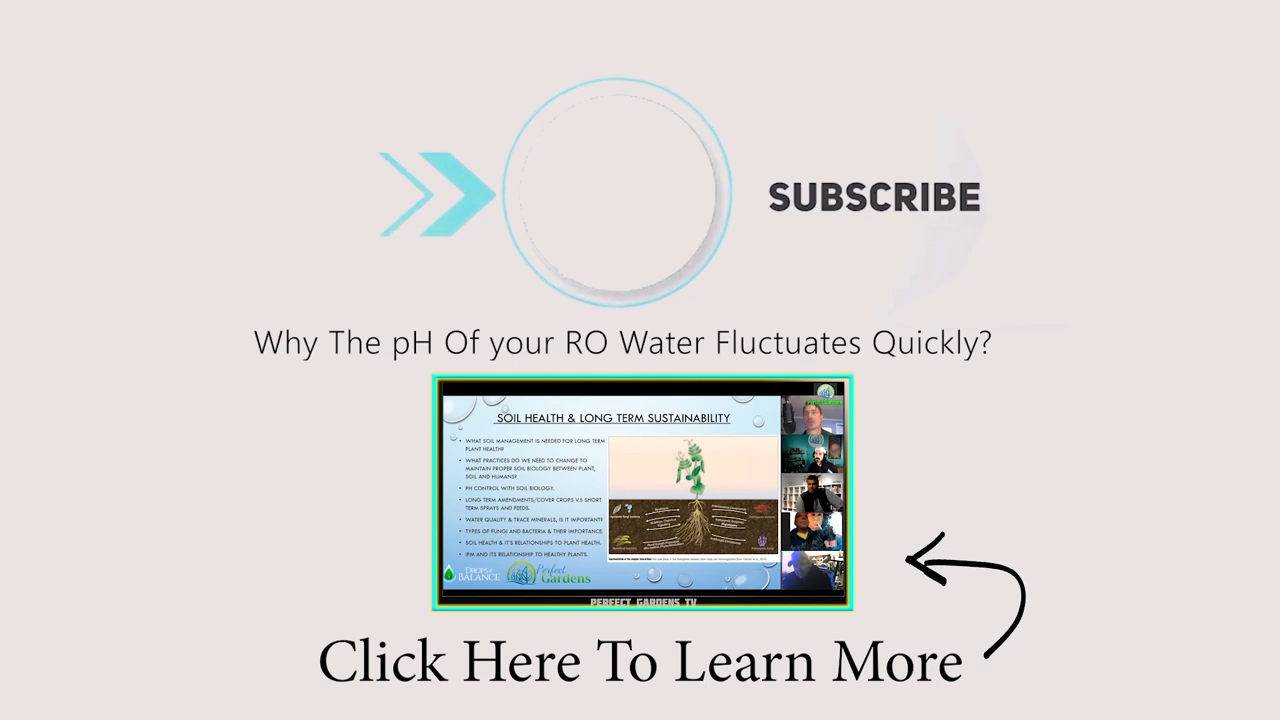 SUBSCRIBE
Why The pH Of your RO Water Fluctuates Quickly?
SOIL HEALTH & LONG TERM SUSTAINABILITY
• WHAT SOIL MANAGEMENT IS NEEDED FOR LONG TERM
PLANT HEALTH?
• WHAT PRACTICES DO WE NEED TO CHANGE TO
MAINTAIN PROPER SOIL BIOLOGY BETWEEN PLANT,
SOIL AND HUMANS?
• PH CONTROL WITH SOIL BIOLOGY.
• LONG TERM AMENDMENTS/COVER CROPS V.S SHORT
TERM SPRAYS AND FEEDS.
• WATER QUALITY & TRACE MINERALS, IS IT IMPORTANT?
• TYPES OF FUNGI AND BACTERIA & THEIR IMPORTANCE.
• SOIL HEALTH & IT'S RELATIONSHIPS TO PLANT HEALTH.
• IPM AND ITS RELATIONSHIP TO HEALTHY PLANTS.
DROPS of
BALANCE
Perfect
Gardens
PERFECT GARDENS TV
Click Here To Learn More